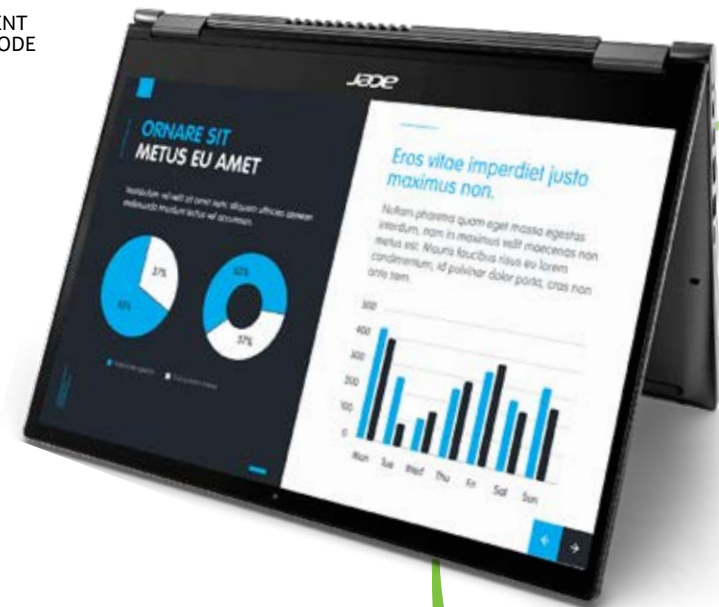 ENT
ODE
acer
ORNARE SIT
METUS EU AMET
37%
63%
63%
37%
Eros vitae imperdiet justo
maximus non.
Nullam pharetra quam eget massa egestas
interdum, nam in maximus velit maecenas non
metus est. Mauris faucibus risus eu lorem
condimentum, id pulvinar dolor porta, cras non
ante sem.
500
400
300
200
100
0
Mon Tue Wed Thu Fri Sat Sun